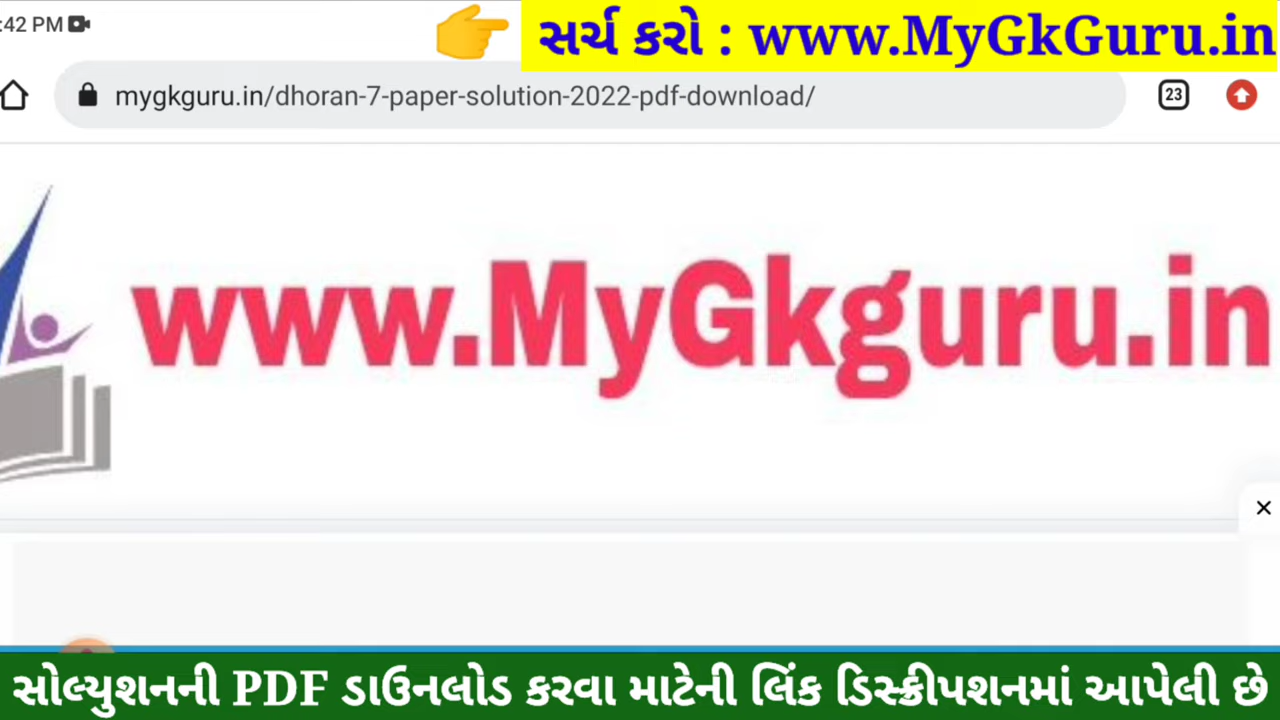 :42 PM
સર્ચ કરો : www.MyGkGuru.in
mygkguru.in/dhoran-7-paper-solution-2022-pdf-download/
23
www.MyGkguru.in
સોલ્યુશનની PDF ડાઉનલોડ કરવા માટેની લિંક ડિસ્ક્રીપશનમાં આપેલી છે